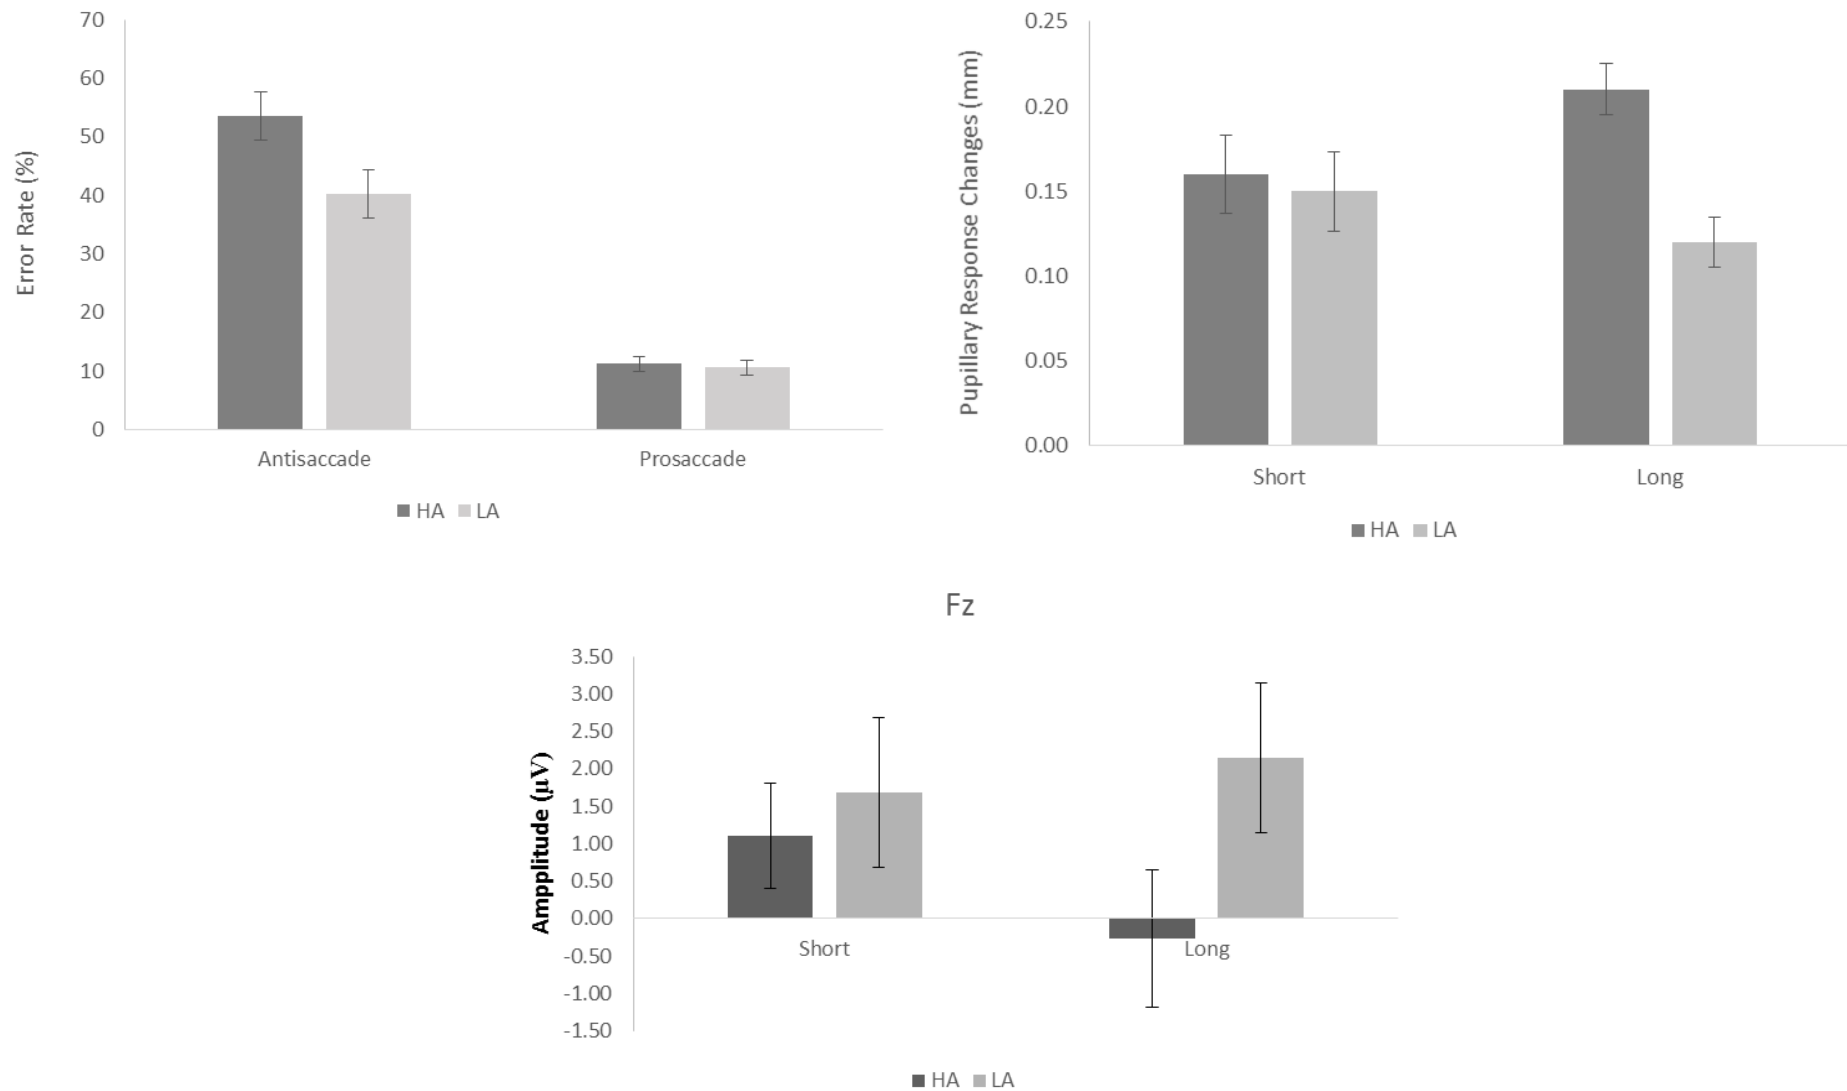 70
60
50
40
30
20
10
0
Error Rate (%)
Antisaccade Prosaccade
HA LA
0.25
0.20
0.15
0.10
0.05
0.00
Pupillary Response Changes (mm)
Short Long
HA LA
Fz
3.50
3.00
2.50
2.00
1.50
1.00
0.50
0.00
-0.50
-1.00
-1.50
Ampplitude (µV)
Short Long
HA LA